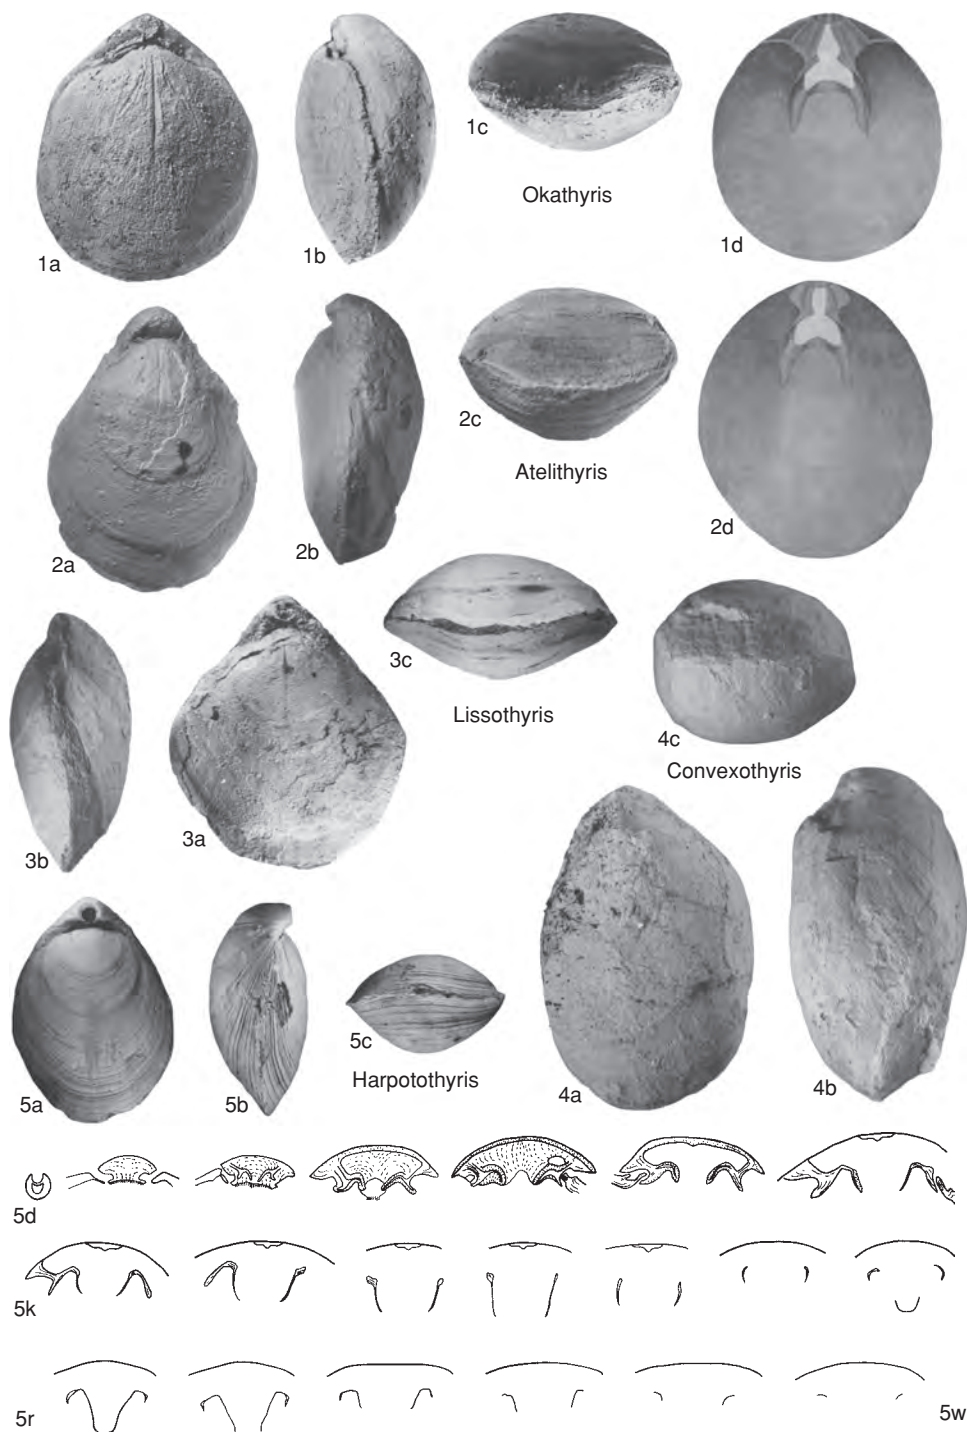 1a
1b
1c
Okathyris
1d
2a
2b
2c
Atelithyris
2d
3b
3a
3c
Lissothyris
4c
Convexothyris
5a
5b
5c
Harpotothyris
4a
4b
5d
5k
5r
5w